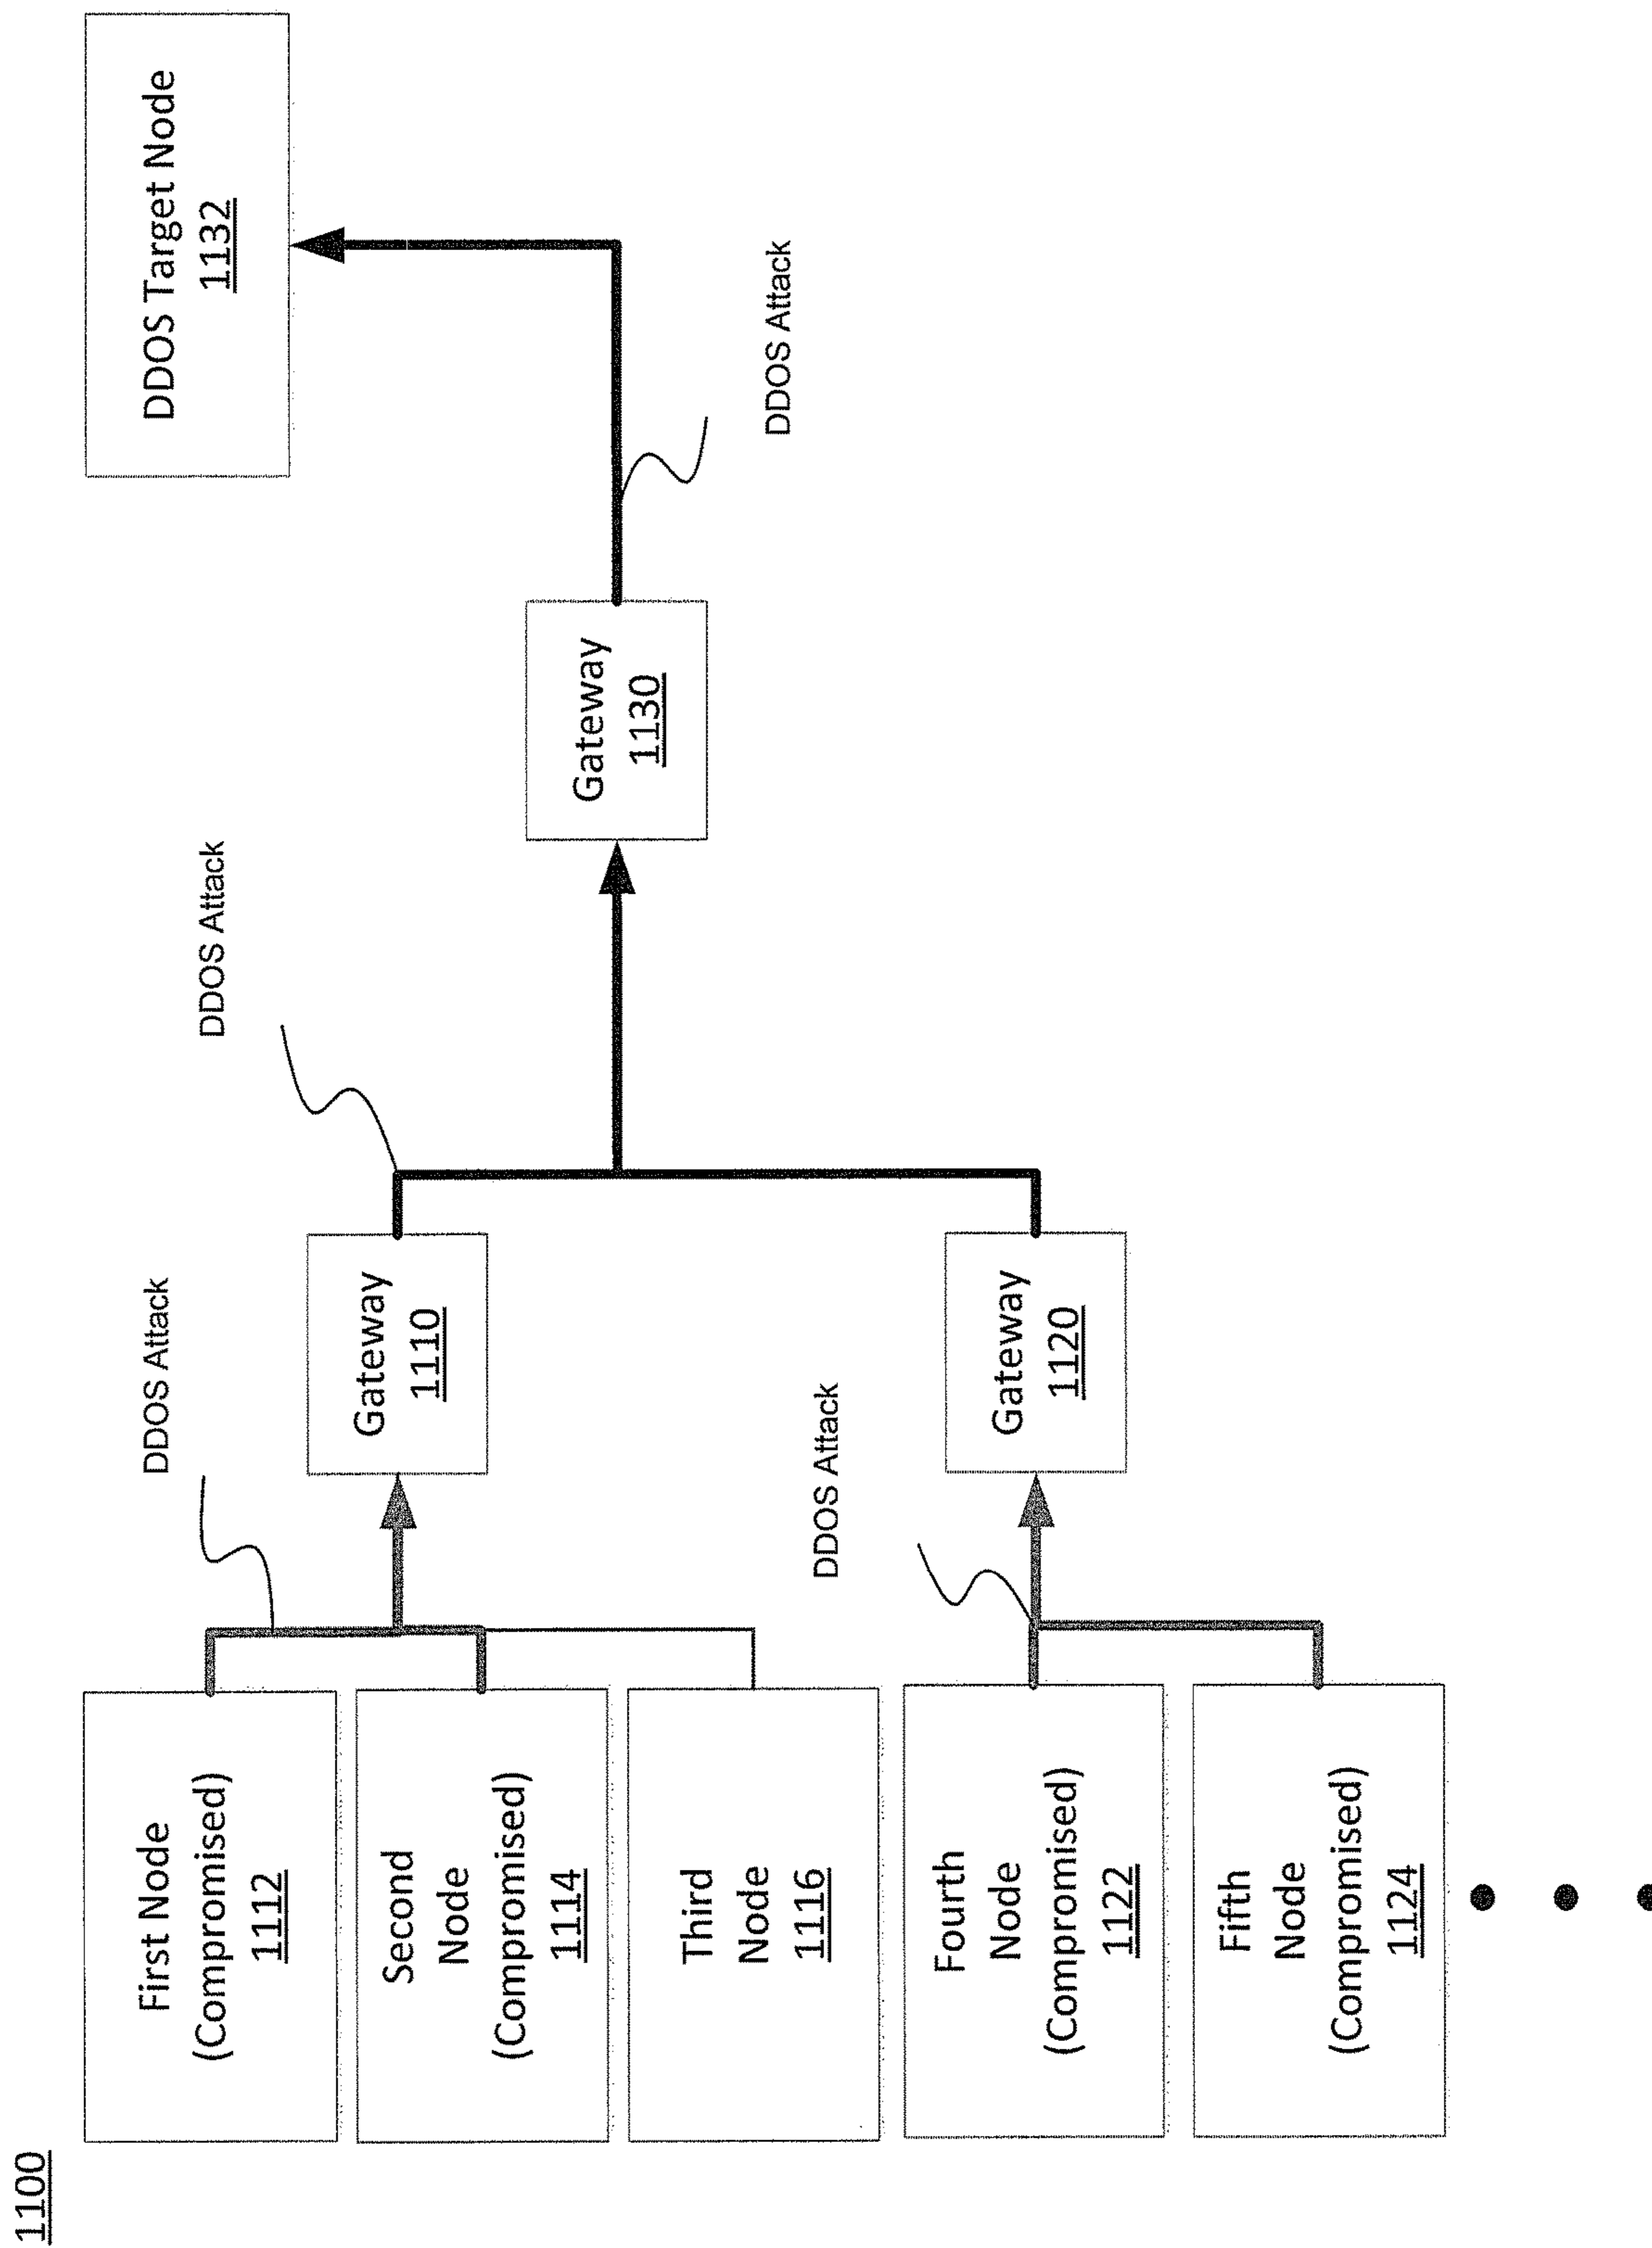 1100
First Node
(Compromised)
1112
Second
Node
(Compromised)
1114
Third
Node
1116
Fourth
Node
(Compromised)
1122
Fifth
Node
(Compromised)
1124
DDOS Attack
DDOS Attack
Gateway
1110
Gateway
1120
DDOS Attack
Gateway
1130
DDOS Attack
DDOS Target Node
1132